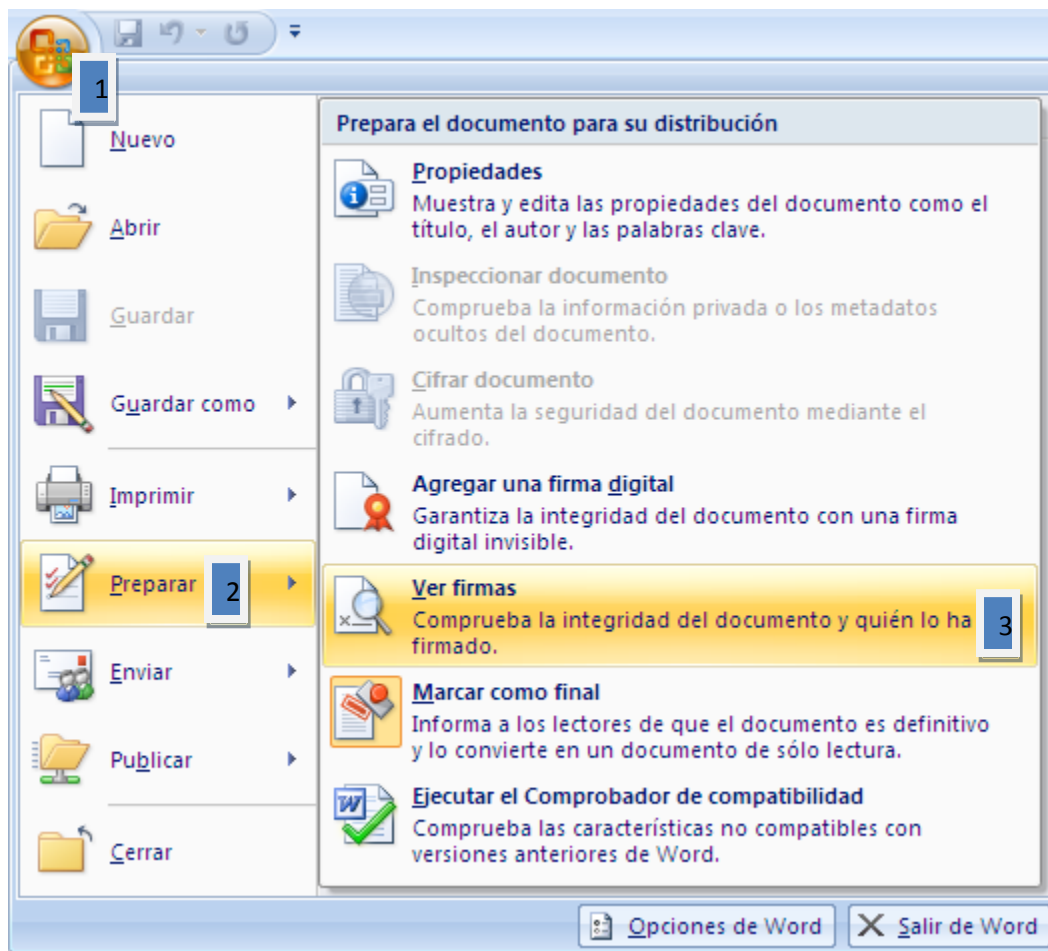 1
Nuevo
Abrir
Guardar
Guardar como
Imprimir
Preparar 2
Enviar
Publicar
Cerrar
Prepara el documento para su distribución
Propiedades
Muestra y edita las propiedades del documento como el
título, el autor y las palabras clave.
Inspeccionar documento
Comprueba la información privada o los metadatos
ocultos del documento.
Cifrar documento
Aumenta la seguridad del documento mediante el
cifrado.
Agregar una firma digital
Garantiza la integridad del documento con una firma
digital invisible.
Ver firmas
Comprueba la integridad del documento y quién lo ha 3
firmado.
Marcar como final
Informa a los lectores de que el documento es definitivo
y lo convierte en un documento de sólo lectura.
Ejecutar el Comprobador de compatibilidad
Comprueba las características no compatibles con
versiones anteriores de Word.
Opciones de Word
Salir de Word